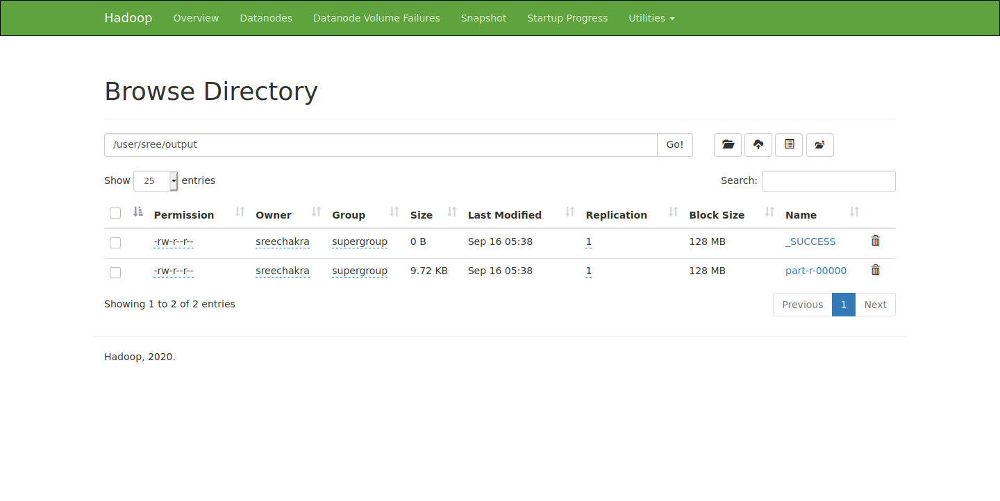 Hadoop Overview Datanodes Datanode Volume Failures Snapshot Startup Progress Utilities
Browse Directory
/user/sree/output Go!
Show 25 entries Search:
Permission Owner Group Size Last Modified Replication Block Size Name
-rw-r--r-- sreechakra supergroup 0 B Sep 16 05:38 1 128 MB _SUCCESS
-rw-r--r-- sreechakra supergroup 9.72 KB Sep 16 05:38 1 128 MB part-r-00000
Showing 1 to 2 of 2 entries Previous 1 Next
Hadoop, 2020.